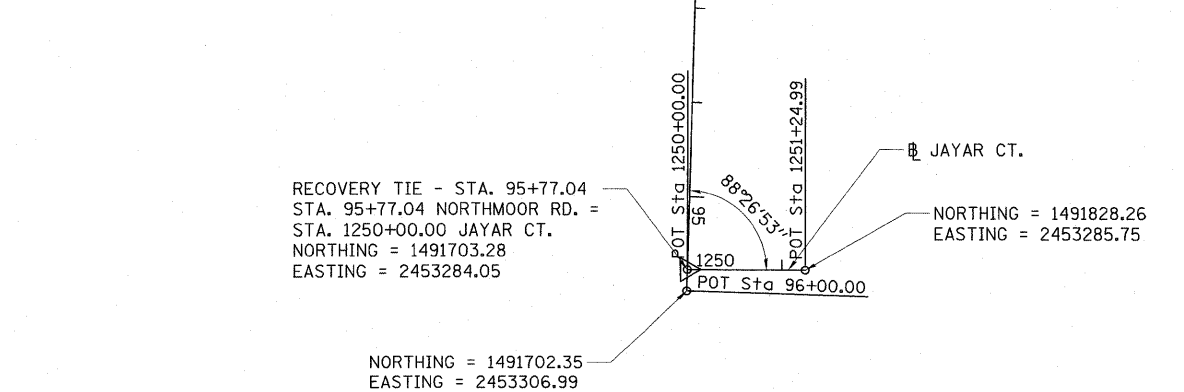 POT Sta 1250+00.00
POT Sta 1251+24.99
℄ JAYAR CT.
88°26'53"
95
RECOVERY TIE - STA. 95+77.04
STA. 95+77.04 NORTHMOOR RD. =
STA. 1250+00.00 JAYAR CT.
NORTHING = 1491703.28
EASTING = 2453284.05
NORTHING = 1491828.26
EASTING = 2453285.75
1250
POT Sta 96+00.00
NORTHING = 1491702.35
EASTING = 2453306.99